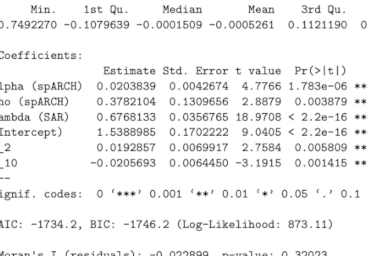 Min. 1st Qu. Median Mean 3rd Qu.
0.7492270 -0.1079639 -0.0001509 -0.0005261 0.1121190 0
Coefficients:
Estimate Std. Error t value Pr(>|t|)
lpha (spARCH) 0.0203839 0.0042674 4.7766 1.783e-06 **
ho (spARCH) 0.3782104 0.1309656 2.8879 0.003879 **
ambda (SAR) 0.6768133 0.0356765 18.9708 < 2.2e-16 **
Intercept) 1.5388985 0.1702222 9.0405 < 2.2e-16 **
_2 0.0192857 0.0069917 2.7584 0.005809 **
_10 -0.0205693 0.0064450 -3.1915 0.001415 **
--
ignif. codes: 0 ‘***’ 0.001 ‘**’ 0.01 ‘*’ 0.05 ‘.’ 0.1
AIC: -1734.2, BIC: -1746.2 (Log-Likelihood: 873.11)
Moran's I (residuals): -0.022899, p-value: 0.32023